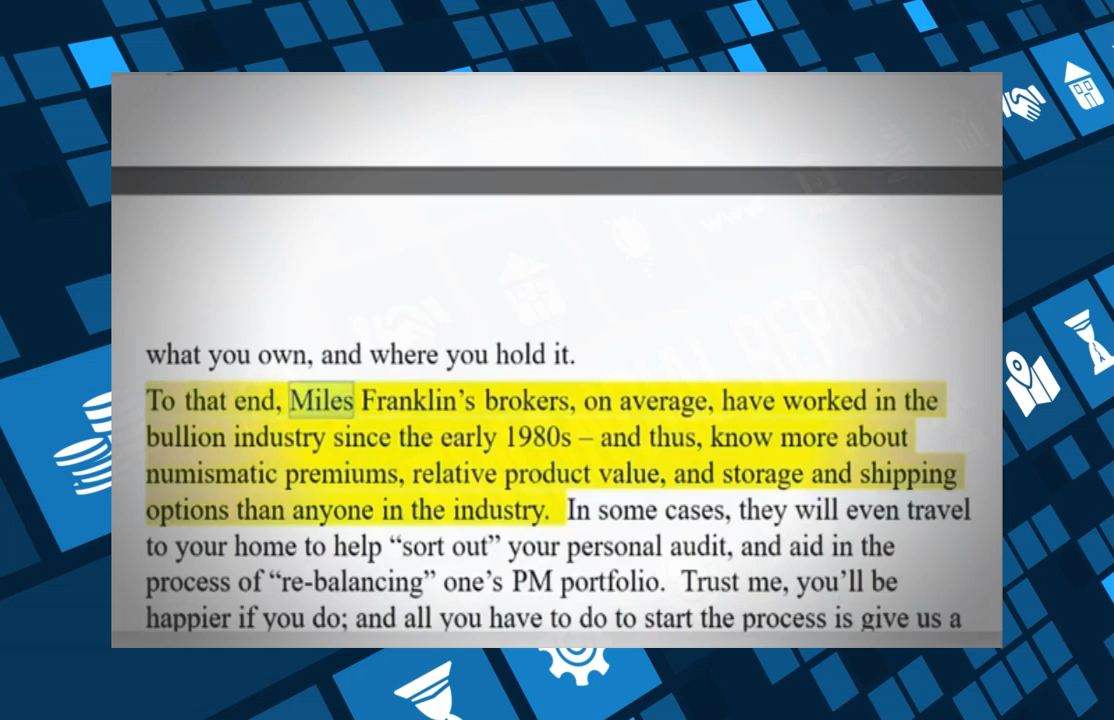 what you own, and where you hold it.
To that end, Miles Franklin’s brokers, on average, have worked in the
bullion industry since the early 1980s – and thus, know more about
numismatic premiums, relative product value, and storage and shipping
options than anyone in the industry. In some cases, they will even travel
to your home to help “sort out” your personal audit, and aid in the
process of “re-balancing” one’s PM portfolio. Trust me, you’ll be
happier if you do; and all you have to do to start the process is give us a